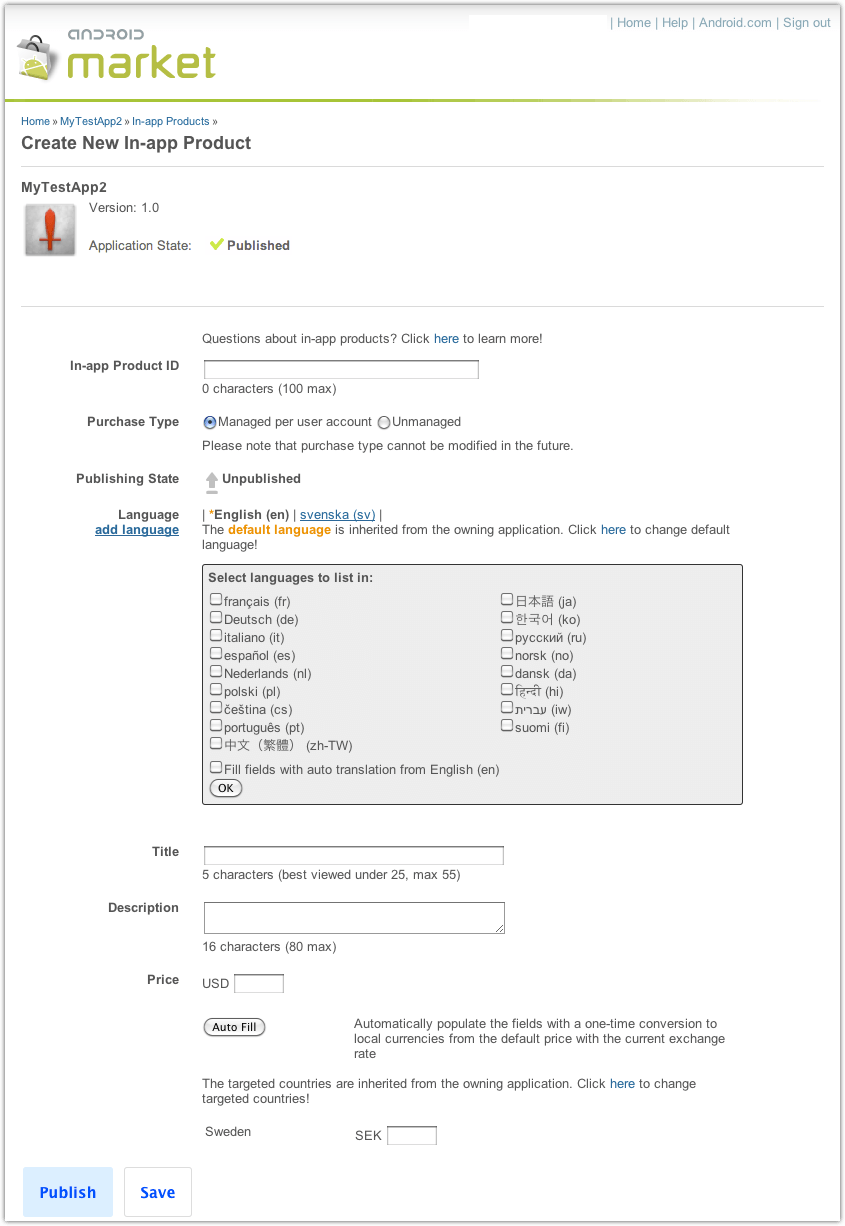 | Home | Help | Android.com | Sign out
ANDROID
market
Home » MyTestApp2 » In-app Products »
Create New In-app Product
MyTestApp2
Version: 1.0
Application State: Published
Questions about in-app products? Click here to learn more!
In-app Product ID
0 characters (100 max)
Purchase Type Managed per user account Unmanaged
Please note that purchase type cannot be modified in the future.
Publishing State Unpublished
Language | *English (en) | svenska (sv) |
add language The default language is inherited from the owning application. Click here to change default
language!
Select languages to list in:
français (fr) 日本語 (ja)
Deutsch (de) 한국어 (ko)
italiano (it) русский (ru)
español (es) norsk (no)
Nederlands (nl) dansk (da)
polski (pl) हिन्दी (hi)
čeština (cs) עברית (iw)
português (pt) suomi (fi)
中文（繁體） (zh-TW)
Fill fields with auto translation from English (en)
OK
Title
5 characters (best viewed under 25, max 55)
Description
16 characters (80 max)
Price USD
Auto Fill Automatically populate the fields with a one-time conversion to
local currencies from the default price with the current exchange
rate
The targeted countries are inherited from the owning application. Click here to change
targeted countries!
Sweden SEK
Publish Save